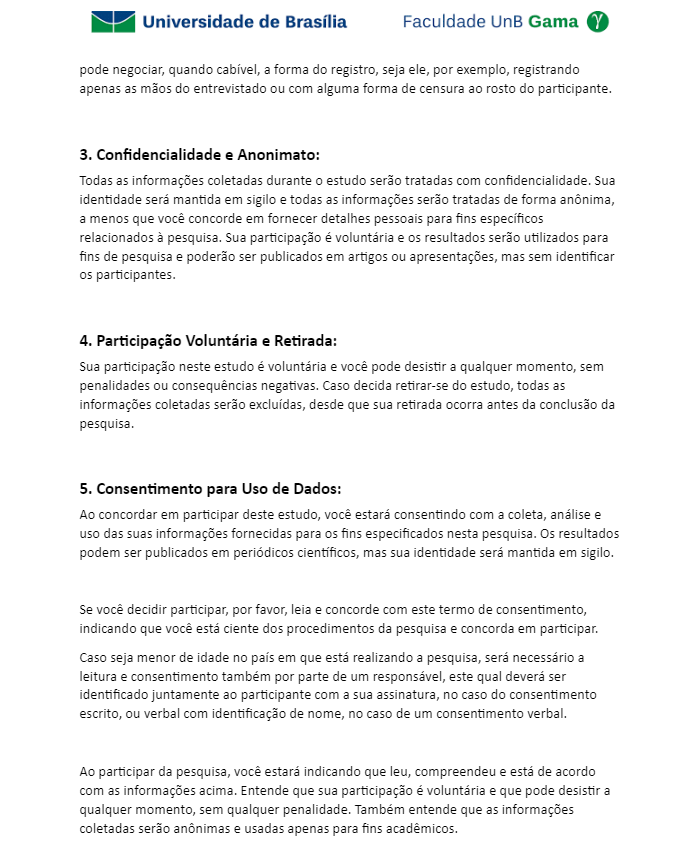 Universidade de Brasília
Faculdade UnB Gama
pode negociar, quando cabível, a forma do registro, seja ele, por exemplo, registrando
apenas as mãos do entrevistado ou com alguma forma de censura ao rosto do participante.
3. Confidencialidade e Anonimato:
Todas as informações coletadas durante o estudo serão tratadas com confidencialidade. Sua
identidade será mantida em sigilo e todas as informações serão tratadas de forma anônima,
a menos que você concorde em fornecer detalhes pessoais para fins específicos
relacionados à pesquisa. Sua participação é voluntária e os resultados serão utilizados para
fins de pesquisa e poderão ser publicados em artigos ou apresentações, mas sem identificar
os participantes.
4. Participação Voluntária e Retirada:
Sua participação neste estudo é voluntária e você pode desistir a qualquer momento, sem
penalidades ou consequências negativas. Caso decida retirar-se do estudo, todas as
informações coletadas serão excluídas, desde que sua retirada ocorra antes da conclusão da
pesquisa.
5. Consentimento para Uso de Dados:
Ao concordar em participar deste estudo, você estará consentindo com a coleta, análise e
uso das suas informações fornecidas para os fins especificados nesta pesquisa. Os resultados
podem ser publicados em periódicos científicos, mas sua identidade será mantida em sigilo.
Se você decidir participar, por favor, leia e concorde com este termo de consentimento,
indicando que você está ciente dos procedimentos da pesquisa e concorda em participar.
Caso seja menor de idade no país em que está realizando a pesquisa, será necessário a
leitura e consentimento também por parte de um responsável, este qual deverá ser
identificado juntamente ao participante com a sua assinatura, no caso do consentimento
escrito, ou verbal com identificação de nome, no caso de um consentimento verbal.
Ao participar da pesquisa, você estará indicando que leu, compreendeu e está de acordo
com as informações acima. Entende que sua participação é voluntária e que pode desistir a
qualquer momento, sem qualquer penalidade. Também entende que as informações
coletadas serão anônimas e usadas apenas para fins acadêmicos.